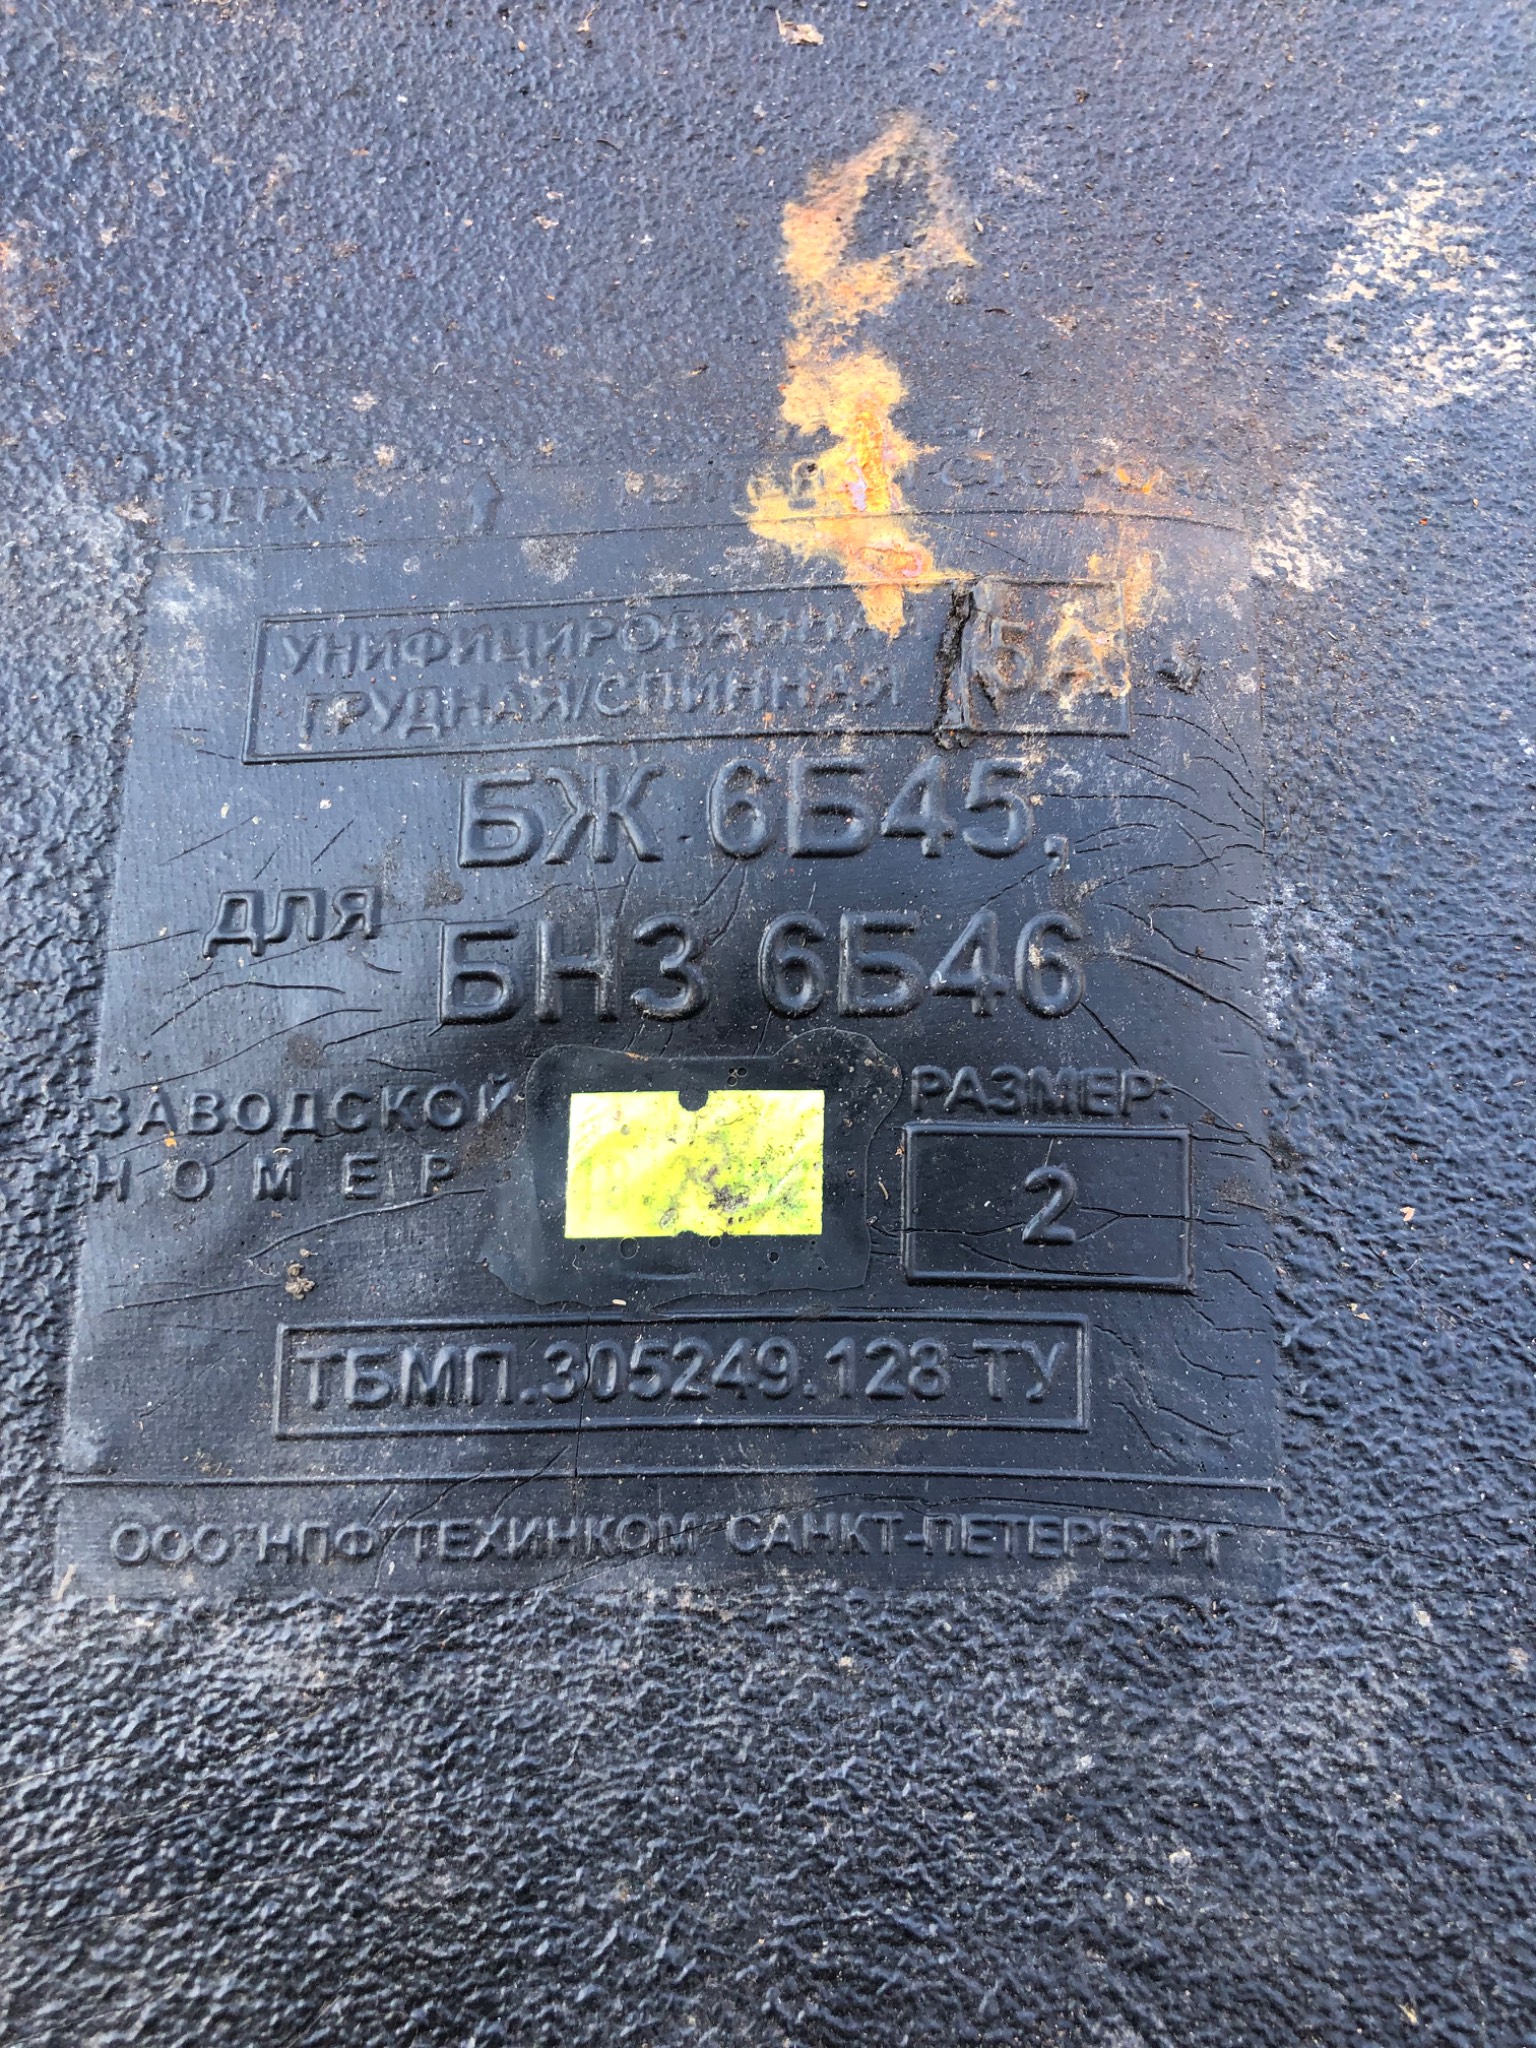 ВЕРХ
УНИФИЦИРОВАННАЯ 5А
ГРУДНАЯ/СПИННАЯ
БЖ 6Б45,
ДЛЯ
БНЗ 6Б46
ЗАВОДСКОЙ
НОМЕР
РАЗМЕР:
2
ТБМП.305249.128 ТУ
ООО "НПФ "ТЕХИНКОМ" САНКТ-ПЕТЕРБУРГ